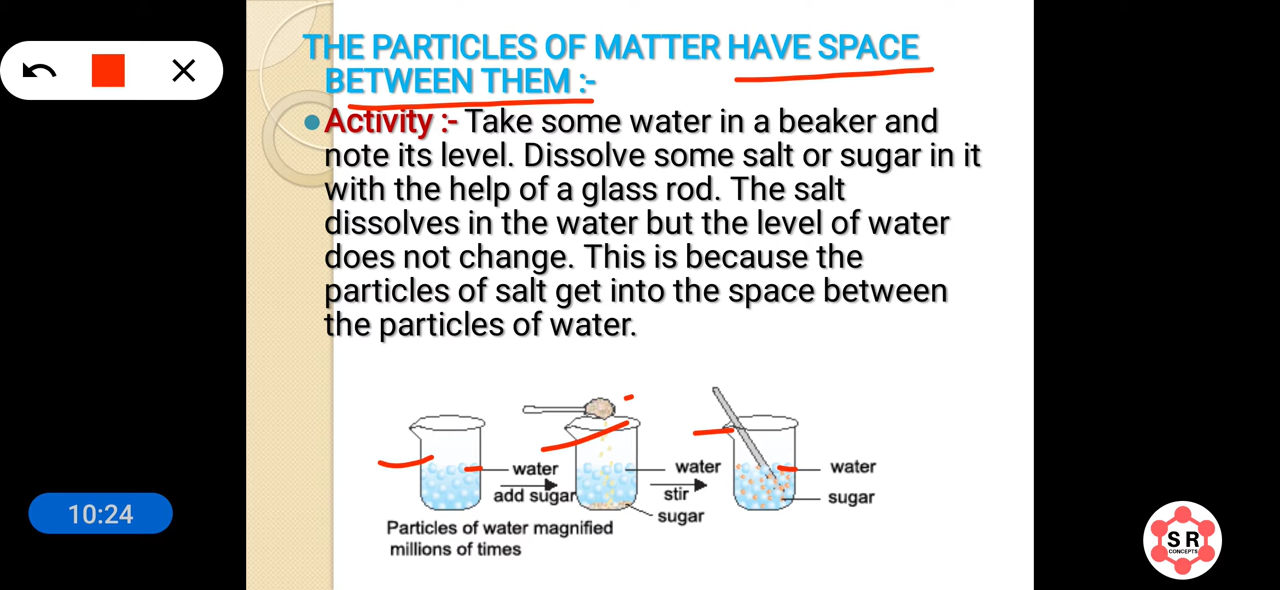 THE PARTICLES OF MATTER HAVE SPACE
BETWEEN THEM :-
Activity :- Take some water in a beaker and
note its level. Dissolve some salt or sugar in it
with the help of a glass rod. The salt
dissolves in the water but the level of water
does not change. This is because the
particles of salt get into the space between
the particles of water.
water
add sugar
water
stir
sugar
water
sugar
Particles of water magnified
millions of times
10:24
S R
CONCEPTS